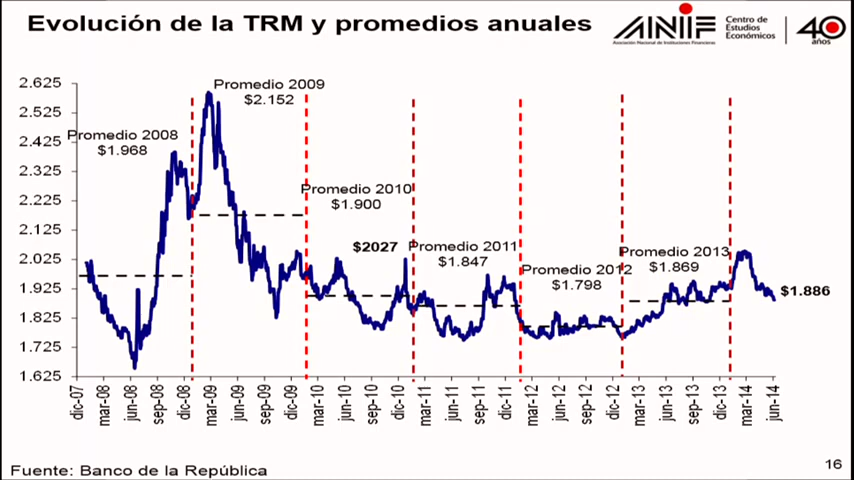 Evolución de la TRM y promedios anuales
ANIF
Asociación Nacional de Instituciones Financieras
Centro de
Estudios
Económicos
40
años
2.625
2.525
2.425
2.325
2.225
2.125
2.025
1.925
1.825
1.725
1.625
Promedio 2008
$1.968
Promedio 2009
$2.152
Promedio 2010
$1.900
$2027
Promedio 2011
$1.847
Promedio 2012
$1.798
Promedio 2013
$1.869
$1.886
dic-07
mar-08
jun-08
sep-08
dic-08
mar-09
jun-09
sep-09
dic-09
mar-10
jun-10
sep-10
dic-10
mar-11
jun-11
sep-11
dic-11
mar-12
jun-12
sep-12
dic-12
mar-13
jun-13
sep-13
dic-13
mar-14
jun-14
Fuente: Banco de la República
16